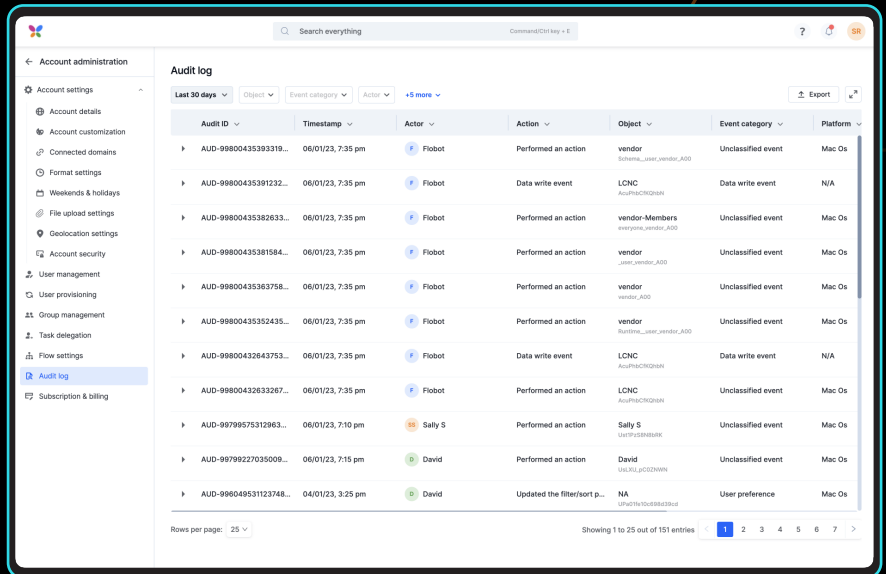 Search everything
Command/Ctrl key + E
?
SR
Account administration
Account settings
Account details
Account customization
Connected domains
Format settings
Weekends & holidays
File upload settings
Geolocation settings
Account security
User management
User provisioning
Group management
Task delegation
Flow settings
Audit log
Subscription & billing
Audit log
Last 30 days Object Event category Actor +5 more Export
Audit ID Timestamp Actor Action Object Event category Platform
AUD-99800435393319... 06/01/23, 7:35 pm F Flobot Performed an action vendor Unclassified event Mac Os
Schema__user_vendor_A00
AUD-99800435391232... 06/01/23, 7:35 pm F Flobot Data write event LCNC Data write event N/A
AcuPhbCfKQhbN
AUD-99800435382633... 06/01/23, 7:35 pm F Flobot Performed an action vendor-Members Unclassified event Mac Os
everyone_vendor_A00
AUD-99800435381584... 06/01/23, 7:35 pm F Flobot Performed an action vendor Unclassified event Mac Os
_user_vendor_A00
AUD-99800435363758... 06/01/23, 7:35 pm F Flobot Performed an action vendor Unclassified event Mac Os
vendor_A00
AUD-99800435352435... 06/01/23, 7:35 pm F Flobot Performed an action vendor Unclassified event Mac Os
Runtime__user_vendor_A00
AUD-99800432643753... 06/01/23, 7:35 pm F Flobot Data write event LCNC Data write event N/A
AcuPhbCfKQhbN
AUD-99800432633267... 06/01/23, 7:35 pm F Flobot Performed an action LCNC Unclassified event Mac Os
AcuPhbCfKQhbN
AUD-99799575312963... 06/01/23, 7:10 pm SS Sally S Performed an action Sally S Unclassified event Mac Os
AUD-99799227035009... 06/01/23, 7:15 pm D David Performed an action David Unclassified event Mac Os
UsLXU_pC0ZNWN
AUD-996049531123748... 04/01/23, 3:25 pm D David Updated the filter/sort p... NA User preference Mac Os
Rows per page: 25 Showing 1 to 25 out of 151 entries 1 2 3 4 5 6 7